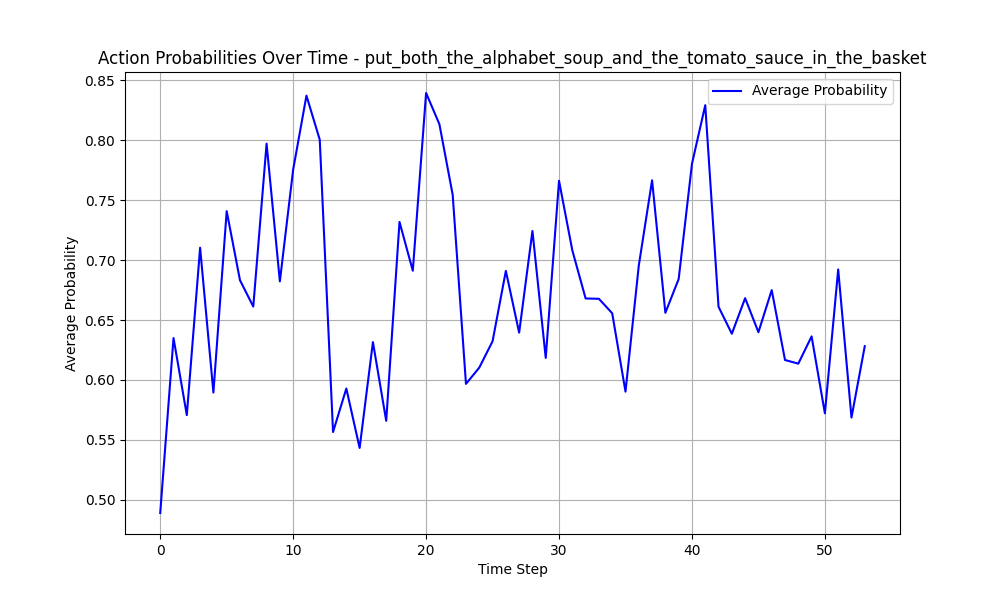 Action Probabilities Over Time - put_both_the_alphabet_soup_and_the_tomato_sauce_in_the_basket
Average Probability
0.85
0.80
0.75
0.70
0.65
0.60
0.55
0.50
Average Probability
0 10 20 30 40 50
Time Step